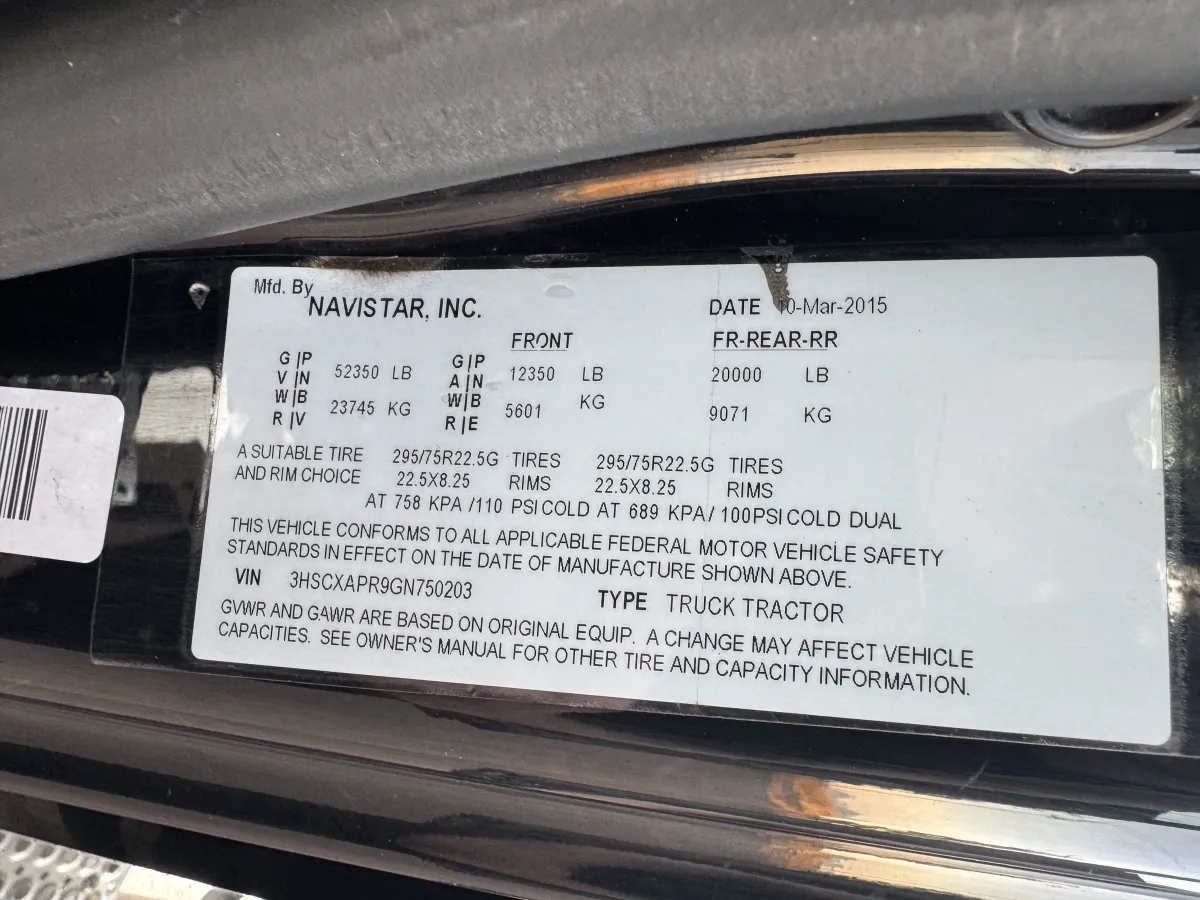 Mfd. By
NAVISTAR, INC.
DATE 10-Mar-2015
FRONT FR-REAR-RR
G|P 52350 LB G|P 12350 LB 20000 LB
V|N A|N
W|B 23745 KG W|B 5601 KG 9071 KG
R|V R|E
A SUITABLE TIRE 295/75R22.5G TIRES 295/75R22.5G TIRES
AND RIM CHOICE 22.5X8.25 RIMS 22.5X8.25 RIMS
AT 758 KPA /110 PSI COLD AT 689 KPA/ 100PSI COLD DUAL
THIS VEHICLE CONFORMS TO ALL APPLICABLE FEDERAL MOTOR VEHICLE SAFETY
STANDARDS IN EFFECT ON THE DATE OF MANUFACTURE SHOWN ABOVE.
VIN 3HSCXAPR9GN750203 TYPE TRUCK TRACTOR
GVWR AND GAWR ARE BASED ON ORIGINAL EQUIP. A CHANGE MAY AFFECT VEHICLE
CAPACITIES. SEE OWNER'S MANUAL FOR OTHER TIRE AND CAPACITY INFORMATION.